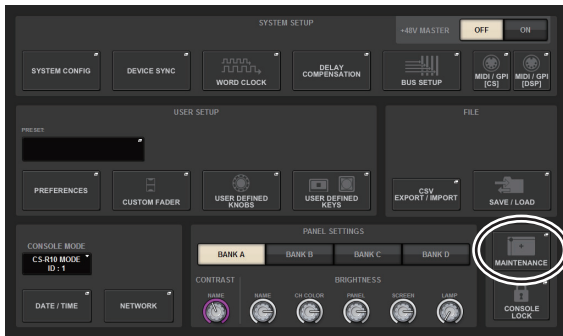 SYSTEM SETUP
+48V MASTER
OFF
ON
SYSTEM CONFIG
DEVICE SYNC
WORD CLOCK
DELAY
COMPENSATION
BUS SETUP
MIDI / GPI
[CS]
MIDI / GPI
[DSP]
USER SETUP
PRESET
PREFERENCES
CUSTOM FADER
USER DEFINED
KNOBS
USER DEFINED
KEYS
FILE
CSV
EXPORT / IMPORT
SAVE / LOAD
CONSOLE MODE
CS-R10 MODE
ID : 1
DATE / TIME
NETWORK
PANEL SETTINGS
BANK A
BANK B
BANK C
BANK D
CONTRAST
BRIGHTNESS
NAME
NAME
CH COLOR
PANEL
SCREEN
LAMP
MAINTENANCE
CONSOLE
LOCK